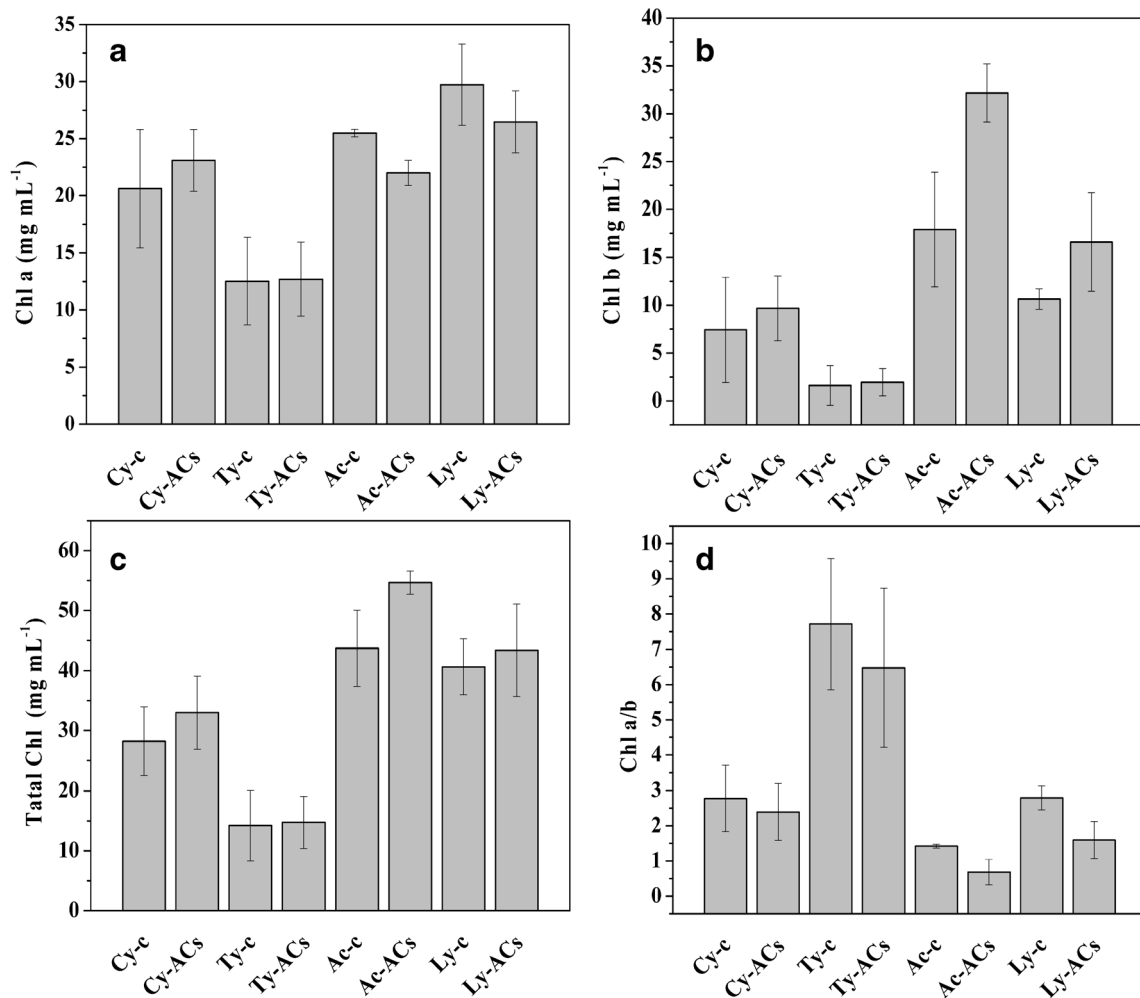 a
35
30
25
20
15
10
5
0
Chl a (mg mL⁻¹)
Cy-c
Cy-ACs
Ty-c
Ty-ACs
Ac-c
Ac-ACs
Ly-c
Ly-ACs
b
40
35
30
25
20
15
10
5
0
Chl b (mg mL⁻¹)
Cy-c
Cy-ACs
Ty-c
Ty-ACs
Ac-c
Ac-ACs
Ly-c
Ly-ACs
c
60
50
40
30
20
10
0
Tatal Chl (mg mL⁻¹)
Cy-c
Cy-ACs
Ty-c
Ty-ACs
Ac-c
Ac-ACs
Ly-c
Ly-ACs
d
10
9
8
7
6
5
4
3
2
1
0
Chl a/b
Cy-c
Cy-ACs
Ty-c
Ty-ACs
Ac-c
Ac-ACs
Ly-c
Ly-ACs